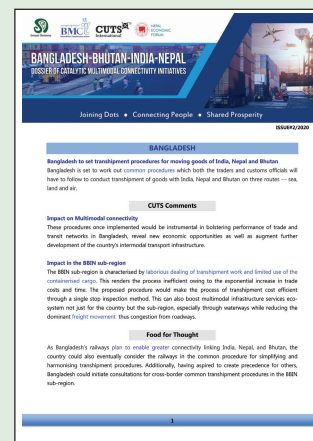 BMC
CUTS
International
NEPAL
ECONOMIC
FORUM
BANGLADESH-BHUTAN-INDIA-NEPAL
DOSSIER OF CATALYTIC MULTIMODAL CONNECTIVITY INITIATIVES
Joining Dots • Connecting People • Shared Prosperity
ISSUE#2/2020
BANGLADESH
Bangladesh to set transhipment procedures for moving goods of India, Nepal and Bhutan
Bangladesh is set to work out common procedures which both the traders and customs officials will
have to follow to conduct transhipment of goods with India, Nepal and Bhutan on three routes — sea,
land and air.
CUTS Comments
Impact on Multimodal connectivity
These procedures once implemented would be instrumental in bolstering performance of trade and
transit networks in Bangladesh, reveal new economic opportunities as well as augment further
development of the country's intermodal transport infrastructure.
Impact in the BBIN sub-region
The BBIN sub-region is characterised by laborious dealing of transhipment work and limited use of the
containerised cargo. This renders the process inefficient owing to the exponential increase in trade
costs and time. The proposed procedure would make the process of transhipment cost efficient
through a single stop inspection method. This can also boost multimodal infrastructure services eco-
system not just for the country but the sub-region, especially through waterways while reducing the
dominant freight movement thus congestion from roadways.
Food for Thought
As Bangladesh's railways plan to enable greater connectivity linking India, Nepal, and Bhutan, the
country could also eventually consider the railways in the common procedure for simplifying and
harmonising transhipment procedures. Additionally, having aspired to create precedence for others,
Bangladesh could initiate consultations for cross-border common transhipment procedures in the BBIN
sub-region.
1